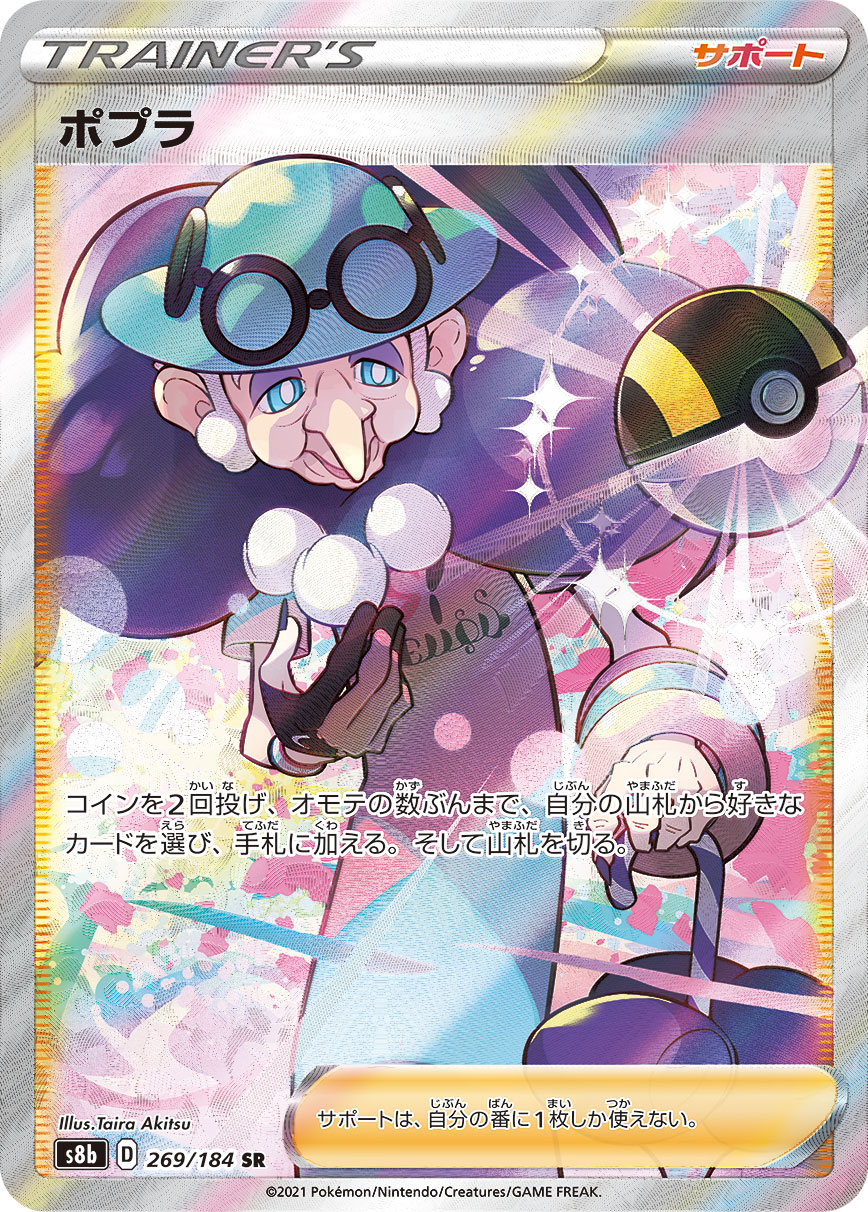 TRAINER'S
サポート
ポプラ
コインを2回投げ、オモテの数ぶんまで、自分の山札から好きな
カードを選び、手札に加える。そして山札を切る。
サポートは、自分の番に1枚しか使えない。
Illus.Taira Akitsu
s8b D 269/184 SR
©2021 Pokémon/Nintendo/Creatures/GAME FREAK.